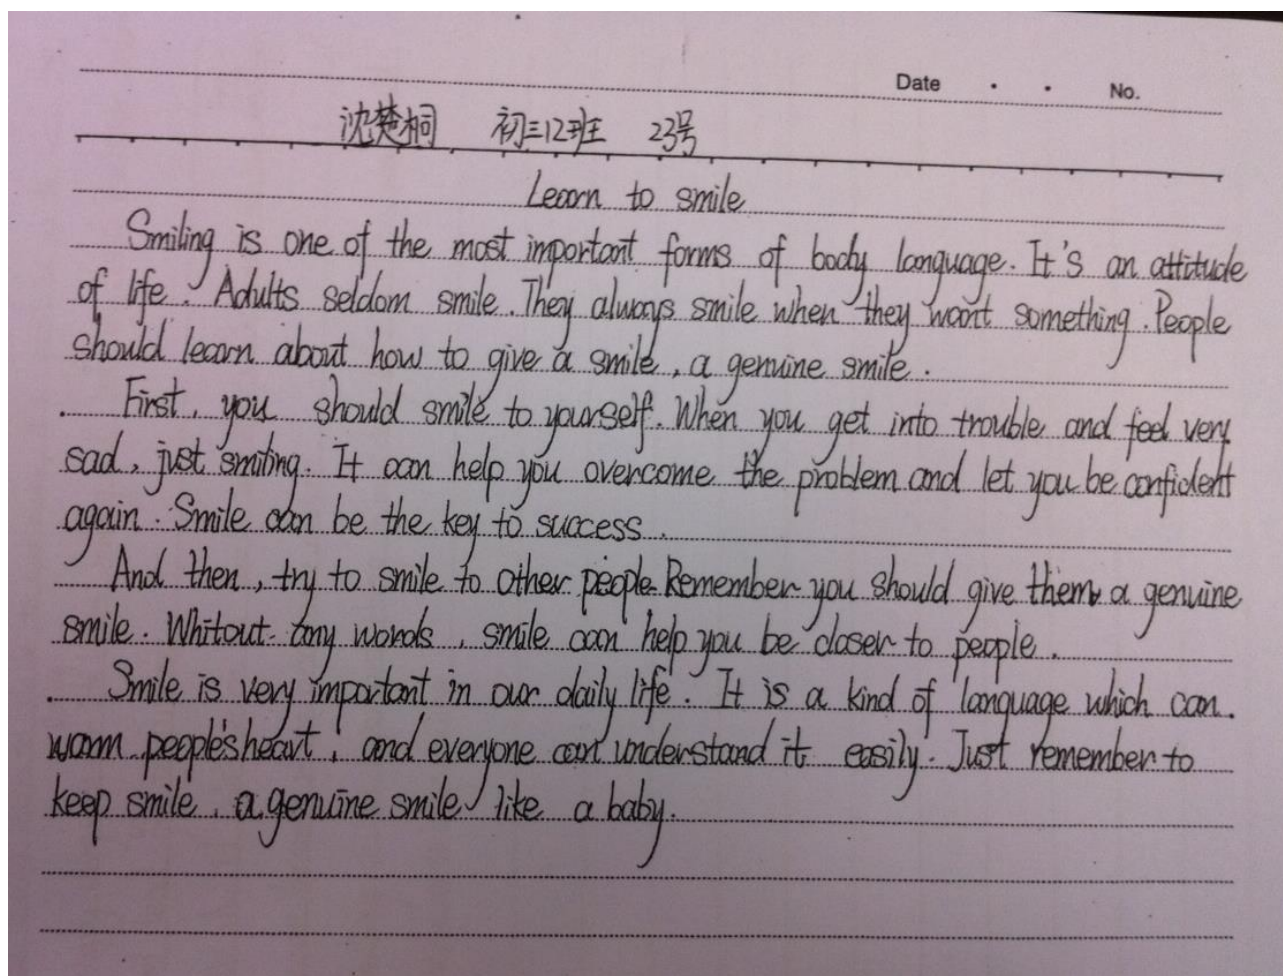 Date . . No.
沈楚桐 初三12班 23号
Learn to smile
Smiling is one of the most important forms of body language. It's an attitude
of life. Adults seldom smile. They always smile when they want something. People
should learn about how to give a smile, a genuine smile.
First, you should smile to yourself. When you get into trouble and feel very
sad, just smiling. It can help you overcome the problem and let you be confident
again. Smile can be the key to success.
And then, try to smile to other people. Remember you should give them a genuine
smile. Whitout any words, smile can help you be closer to people.
Smile is very important in our daily life. It is a kind of language which can
warm people's heart, and everyone can understand it easily. Just remember to
keep smile, a genuine smile like a baby.